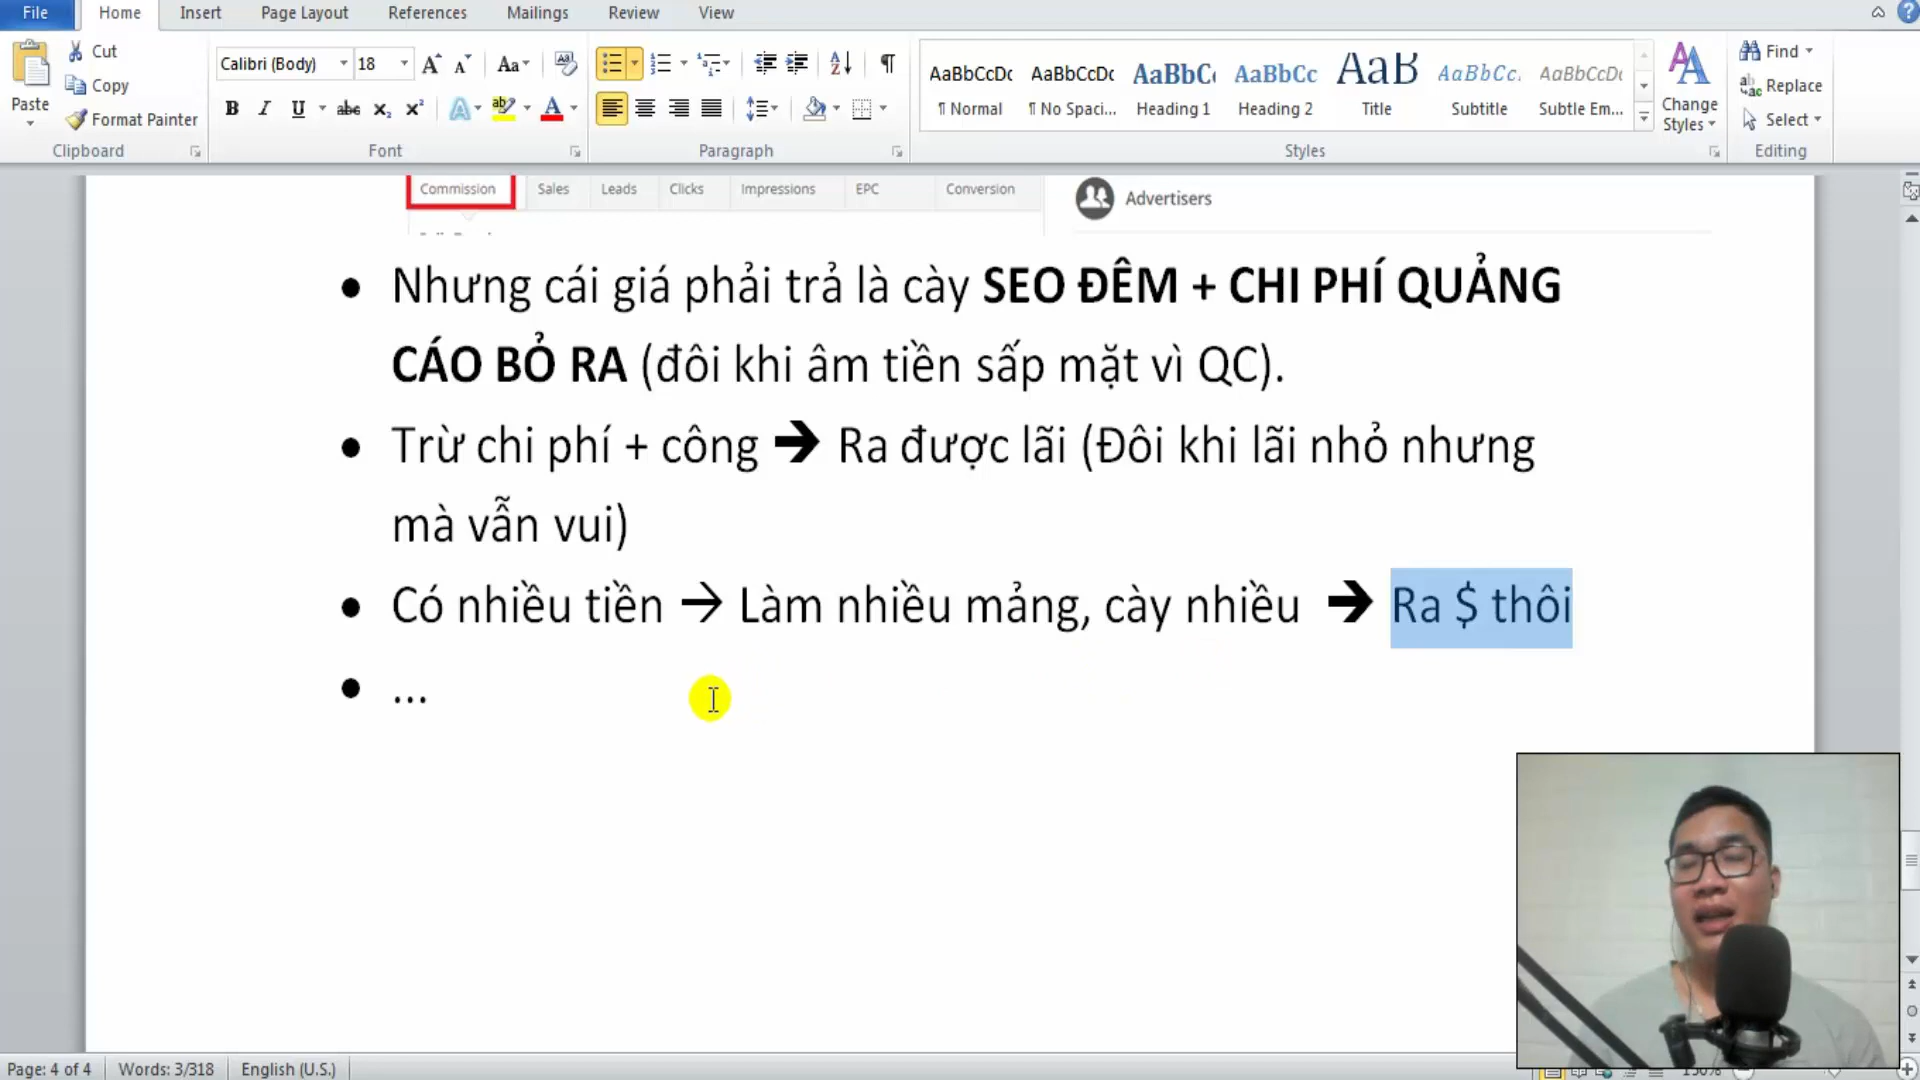 File Home Insert Page Layout References Mailings Review View
Cut
Copy
Format Painter
Paste
Clipboard
Calibri (Body) 18
Font
Paragraph
AaBbCcDc AaBbCcDc AaBbC AaBbCc AaB AaBbCc. AaBbCcDc
¶ Normal ¶ No Spaci... Heading 1 Heading 2 Title Subtitle Subtle Em...
Change Styles
Styles
Find
Replace
Select
Editing
Commission Sales Leads Clicks Impressions EPC Conversion
Advertisers
• Nhưng cái giá phải trả là cày SEO ĐÊM + CHI PHÍ QUẢNG
CÁO BỎ RA (đôi khi âm tiền sấp mặt vì QC).
• Trừ chi phí + công ➔ Ra được lãi (Đôi khi lãi nhỏ nhưng
mà vẫn vui)
• Có nhiều tiền → Làm nhiều mảng, cày nhiều ➔ Ra $ thôi
• ...
Page: 4 of 4 Words: 3/318 English (U.S.) 150%